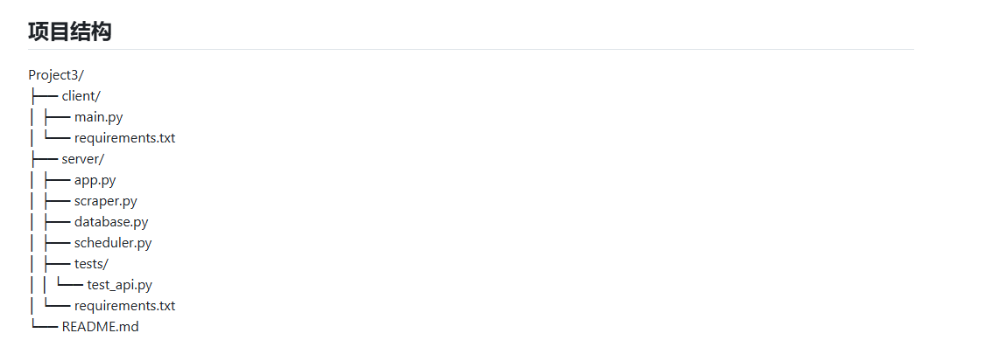 项目结构
Project3/
├── client/
│ ├── main.py
│ └── requirements.txt
├── server/
│ ├── app.py
│ ├── scraper.py
│ ├── database.py
│ ├── scheduler.py
│ ├── tests/
│ │ └── test_api.py
│ └── requirements.txt
└── README.md